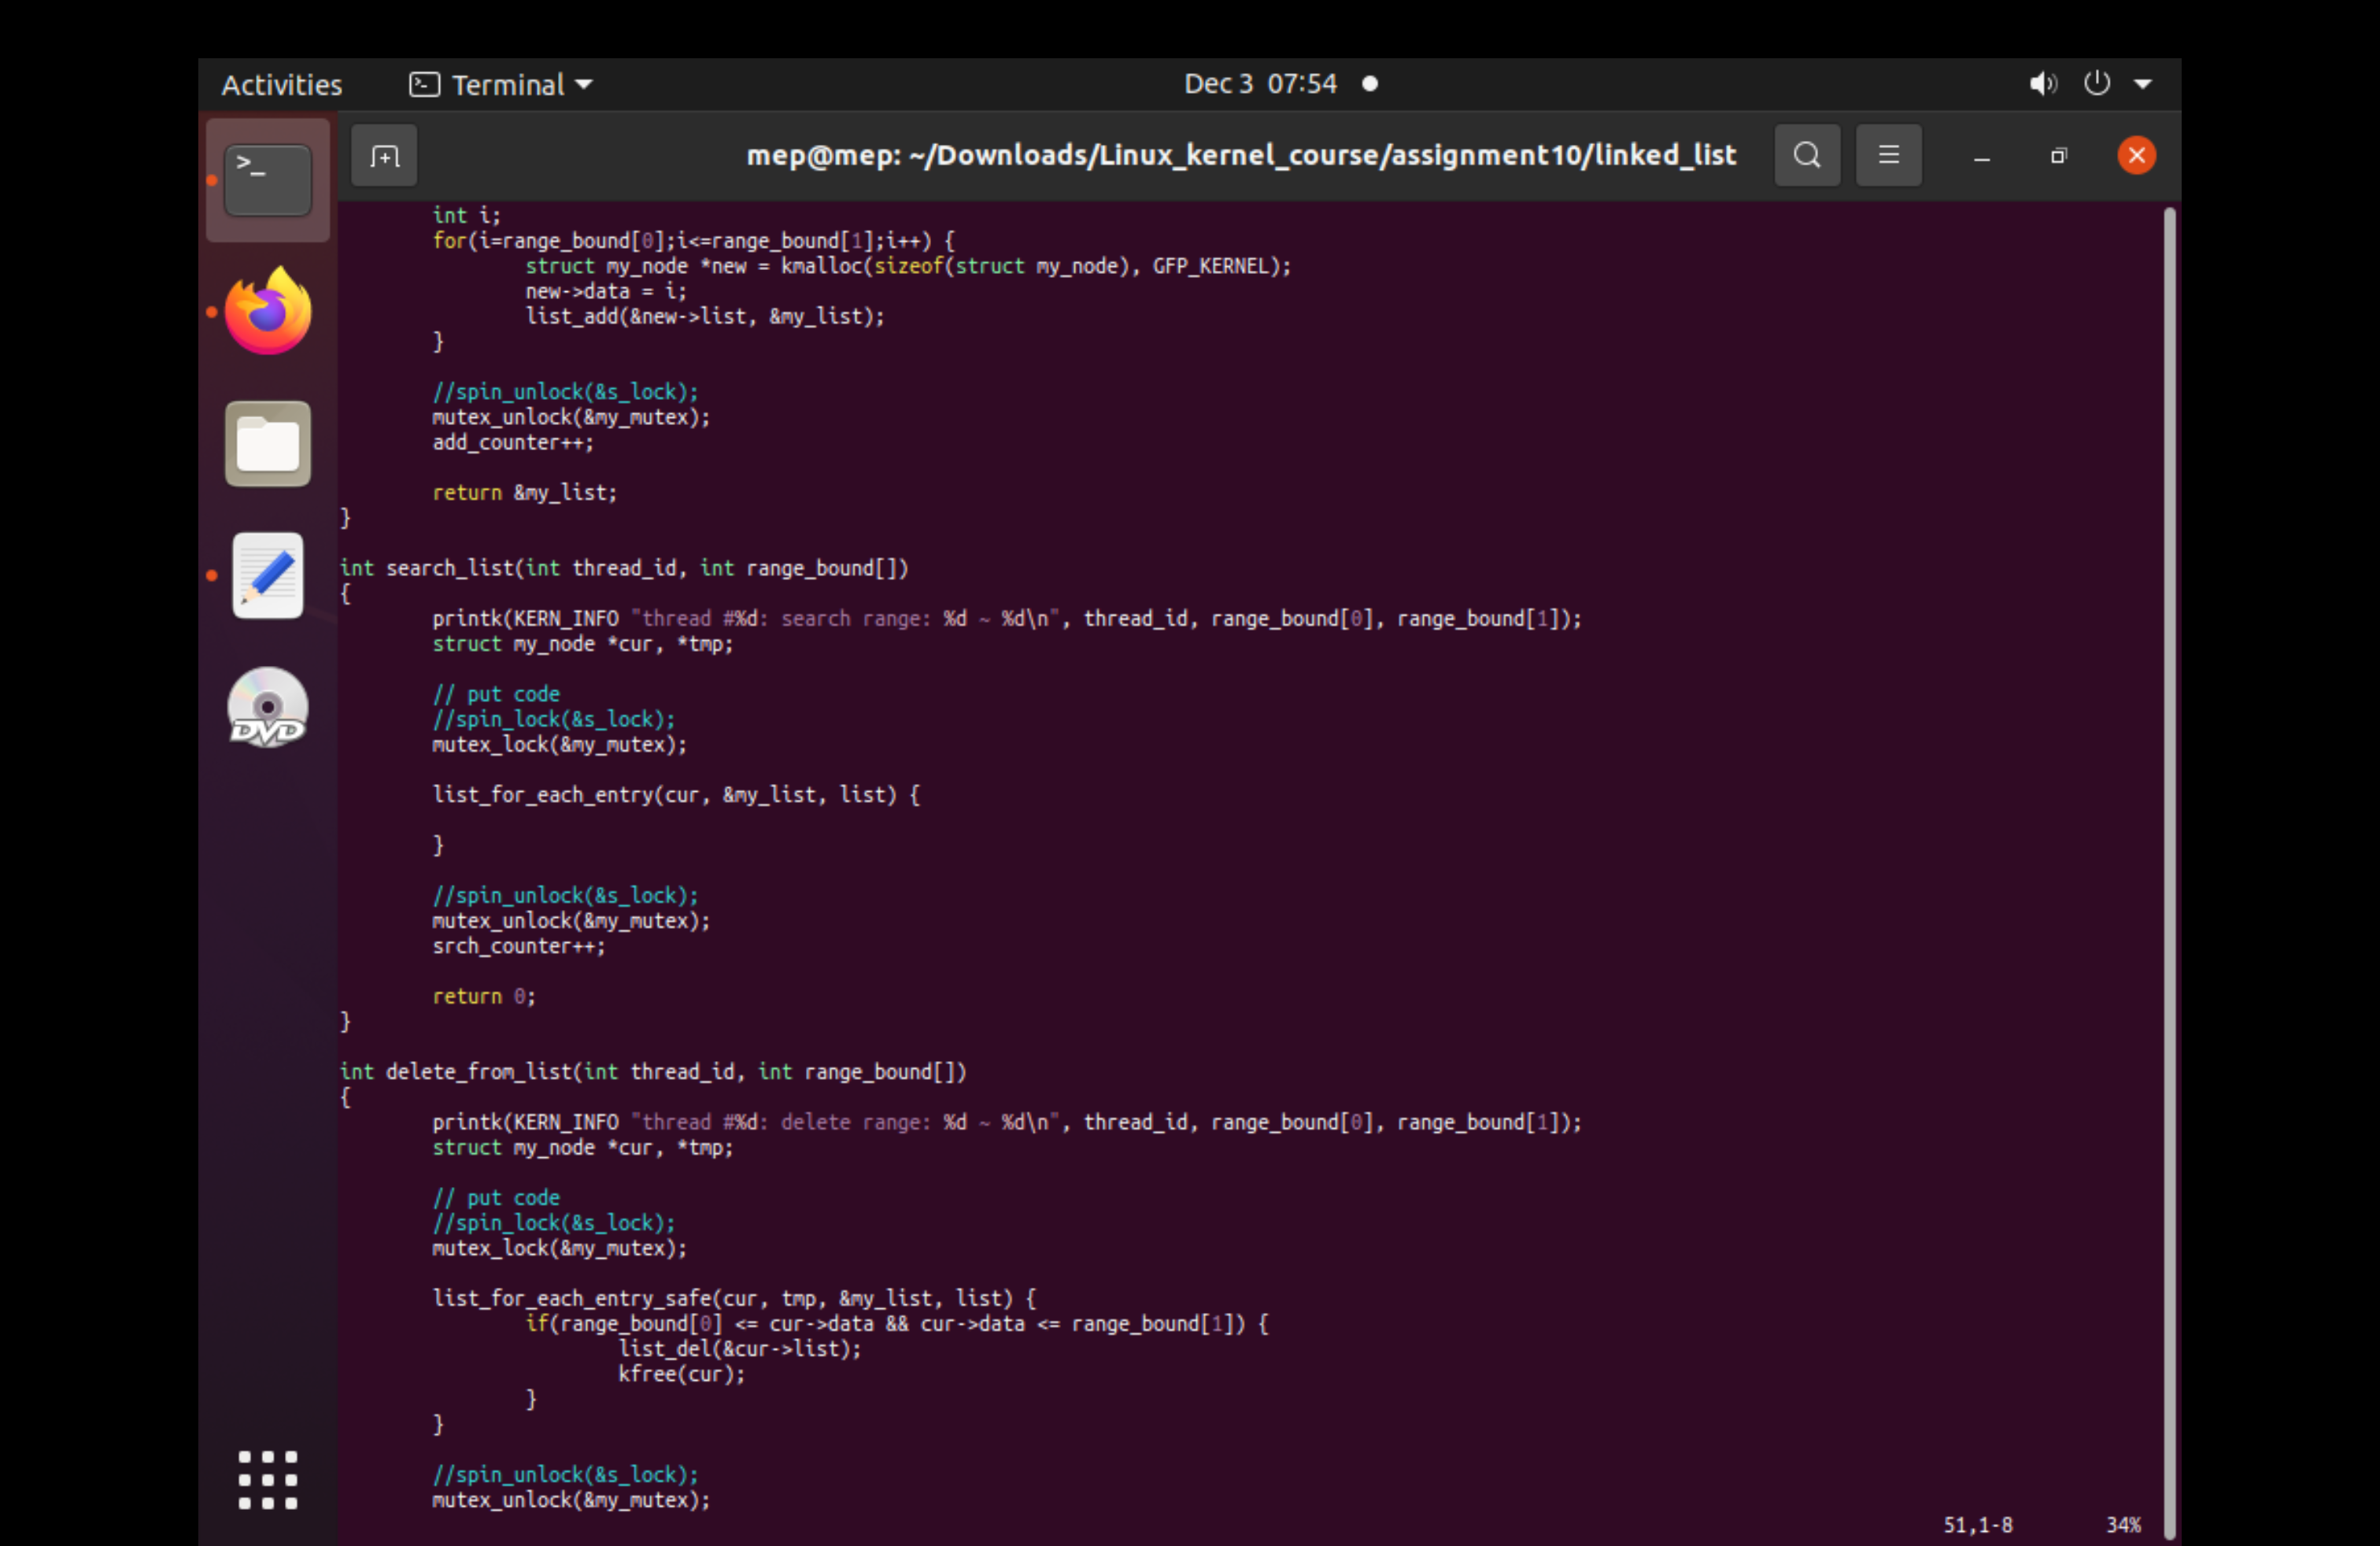 Activities Terminal Dec 3 07:54
mep@mep: ~/Downloads/Linux_kernel_course/assignment10/linked_list
int i;
for(i=range_bound[0];i<=range_bound[1];i++) {
struct my_node *new = kmalloc(sizeof(struct my_node), GFP_KERNEL);
new->data = i;
list_add(&new->list, &my_list);
}
//spin_unlock(&s_lock);
mutex_unlock(&my_mutex);
add_counter++;
return &my_list;
}
int search_list(int thread_id, int range_bound[])
{
printk(KERN_INFO "thread #%d: search range: %d ~ %d\n", thread_id, range_bound[0], range_bound[1]);
struct my_node *cur, *tmp;
// put code
//spin_lock(&s_lock);
mutex_lock(&my_mutex);
list_for_each_entry(cur, &my_list, list) {
}
//spin_unlock(&s_lock);
mutex_unlock(&my_mutex);
srch_counter++;
return 0;
}
int delete_from_list(int thread_id, int range_bound[])
{
printk(KERN_INFO "thread #%d: delete range: %d ~ %d\n", thread_id, range_bound[0], range_bound[1]);
struct my_node *cur, *tmp;
// put code
//spin_lock(&s_lock);
mutex_lock(&my_mutex);
list_for_each_entry_safe(cur, tmp, &my_list, list) {
if(range_bound[0] <= cur->data && cur->data <= range_bound[1]) {
list_del(&cur->list);
kfree(cur);
}
}
//spin_unlock(&s_lock);
mutex_unlock(&my_mutex);
51,1-8 34%
DVD